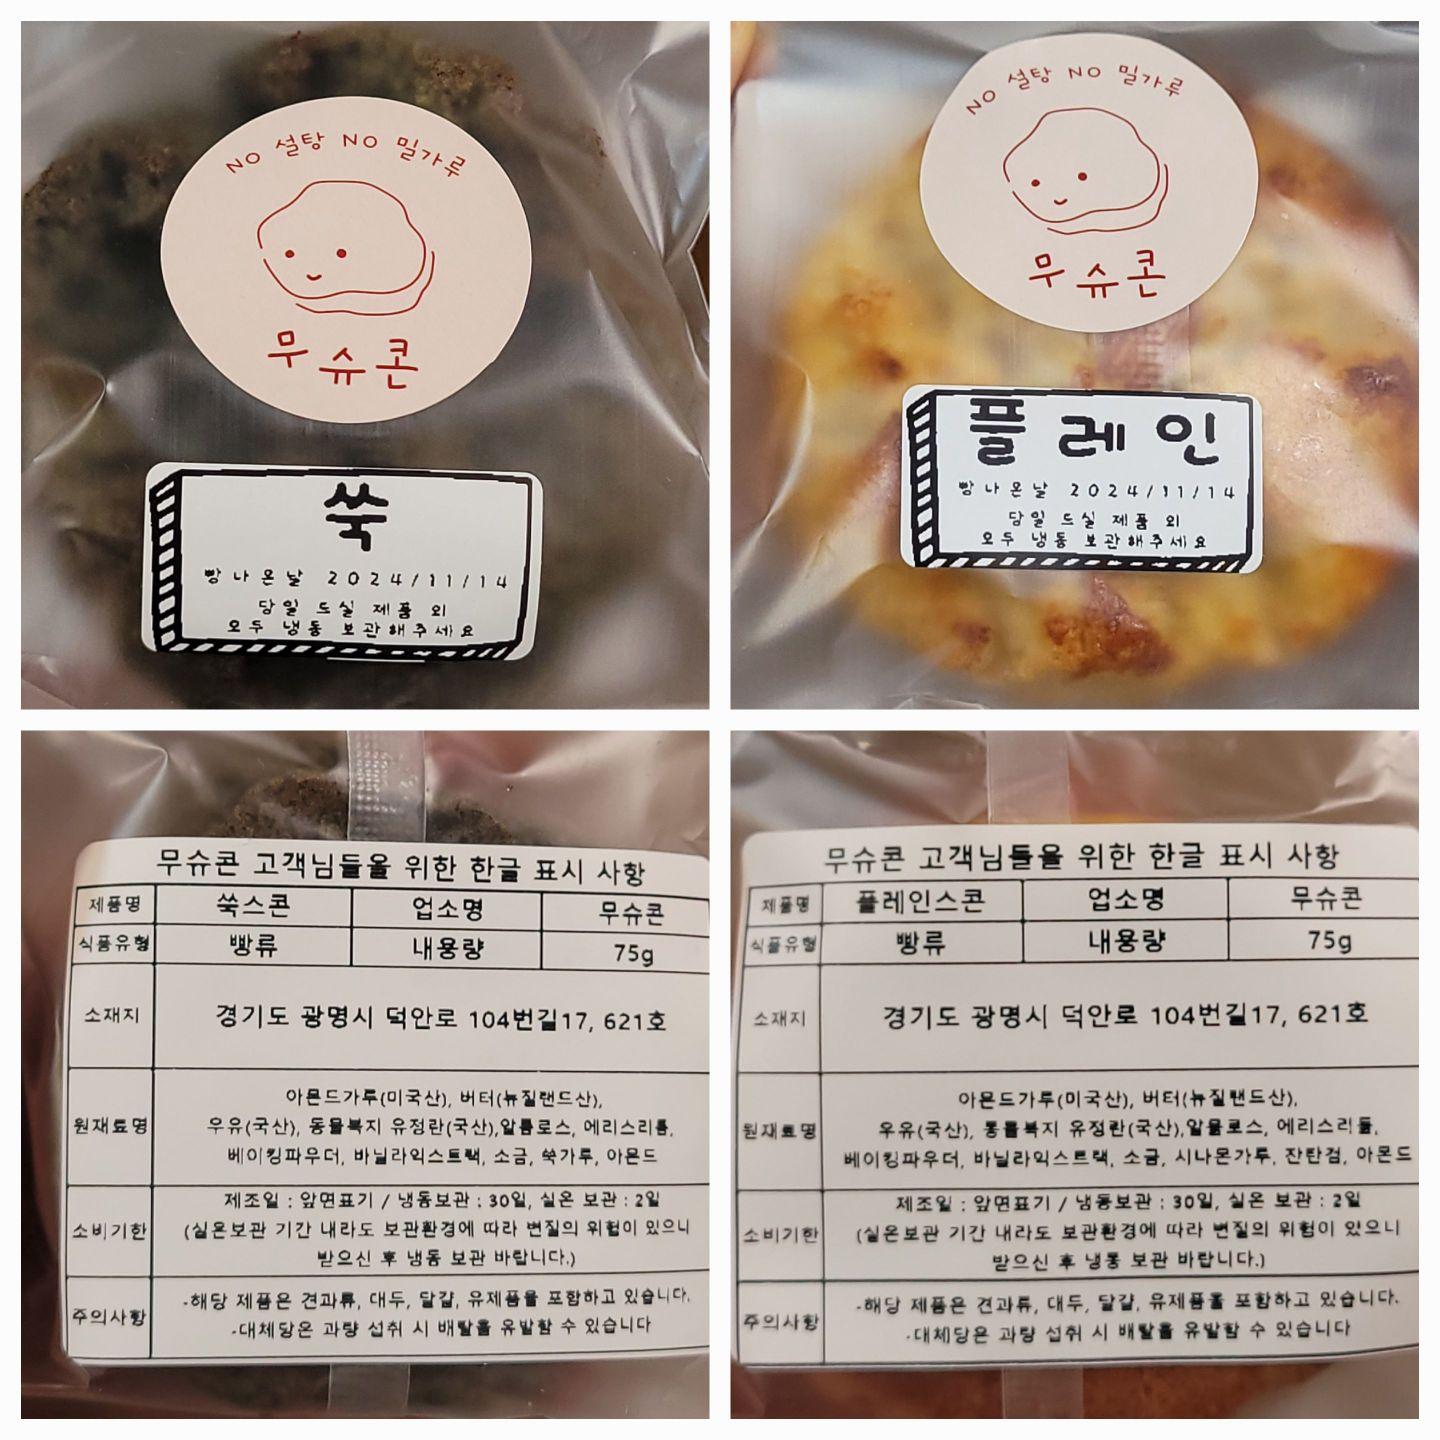 NO 설탕 NO 밀가루
무슈콘
쑥
빵 나온날 2024/11/14
당일 드실 제품 외
모두 냉동 보관해주세요
NO 설탕 NO 밀가루
무슈콘
플레인
빵 나온날 2024/11/14
당일 드실 제품 외
모두 냉동 보관해주세요
무슈콘 고객님들을 위한 한글 표시 사항
제품명 쑥스콘 업소명 무슈콘
식품유형 빵류 내용량 75g
소재지 경기도 광명시 덕안로 104번길17, 621호
아몬드가루(미국산), 버터(뉴질랜드산),
원재료명 우유(국산), 동물복지 유정란(국산),알룰로스, 에리스리톨,
베이킹파우더, 바닐라익스트랙, 소금, 쑥가루, 아몬드
제조일 : 앞면표기 / 냉동보관 : 30일, 실온 보관 : 2일
소비기한 (실온보관 기간 내라도 보관환경에 따라 변질의 위험이 있으니
받으신 후 냉동 보관 바랍니다.)
-해당 제품은 견과류, 대두, 달걀, 유제품을 포함하고 있습니다.
주의사항
-대체당은 과량 섭취 시 배탈을 유발할 수 있습니다
무슈콘 고객님들을 위한 한글 표시 사항
제품명 플레인스콘 업소명 무슈콘
식품유형 빵류 내용량 75g
소재지 경기도 광명시 덕안로 104번길17, 621호
아몬드가루(미국산), 버터(뉴질랜드산),
원재료명 우유(국산), 동물복지 유정란(국산),알룰로스, 에리스리톨,
베이킹파우더, 바닐라익스트랙, 소금, 시나몬가루, 잔탄검, 아몬드
제조일 : 앞면표기 / 냉동보관 : 30일, 실온 보관 : 2일
소비기한 (실온보관 기간 내라도 보관환경에 따라 변질의 위험이 있으니
받으신 후 냉동 보관 바랍니다.)
-해당 제품은 견과류, 대두, 달걀, 유제품을 포함하고 있습니다.
주의사항
-대체당은 과량 섭취 시 배탈을 유발할 수 있습니다